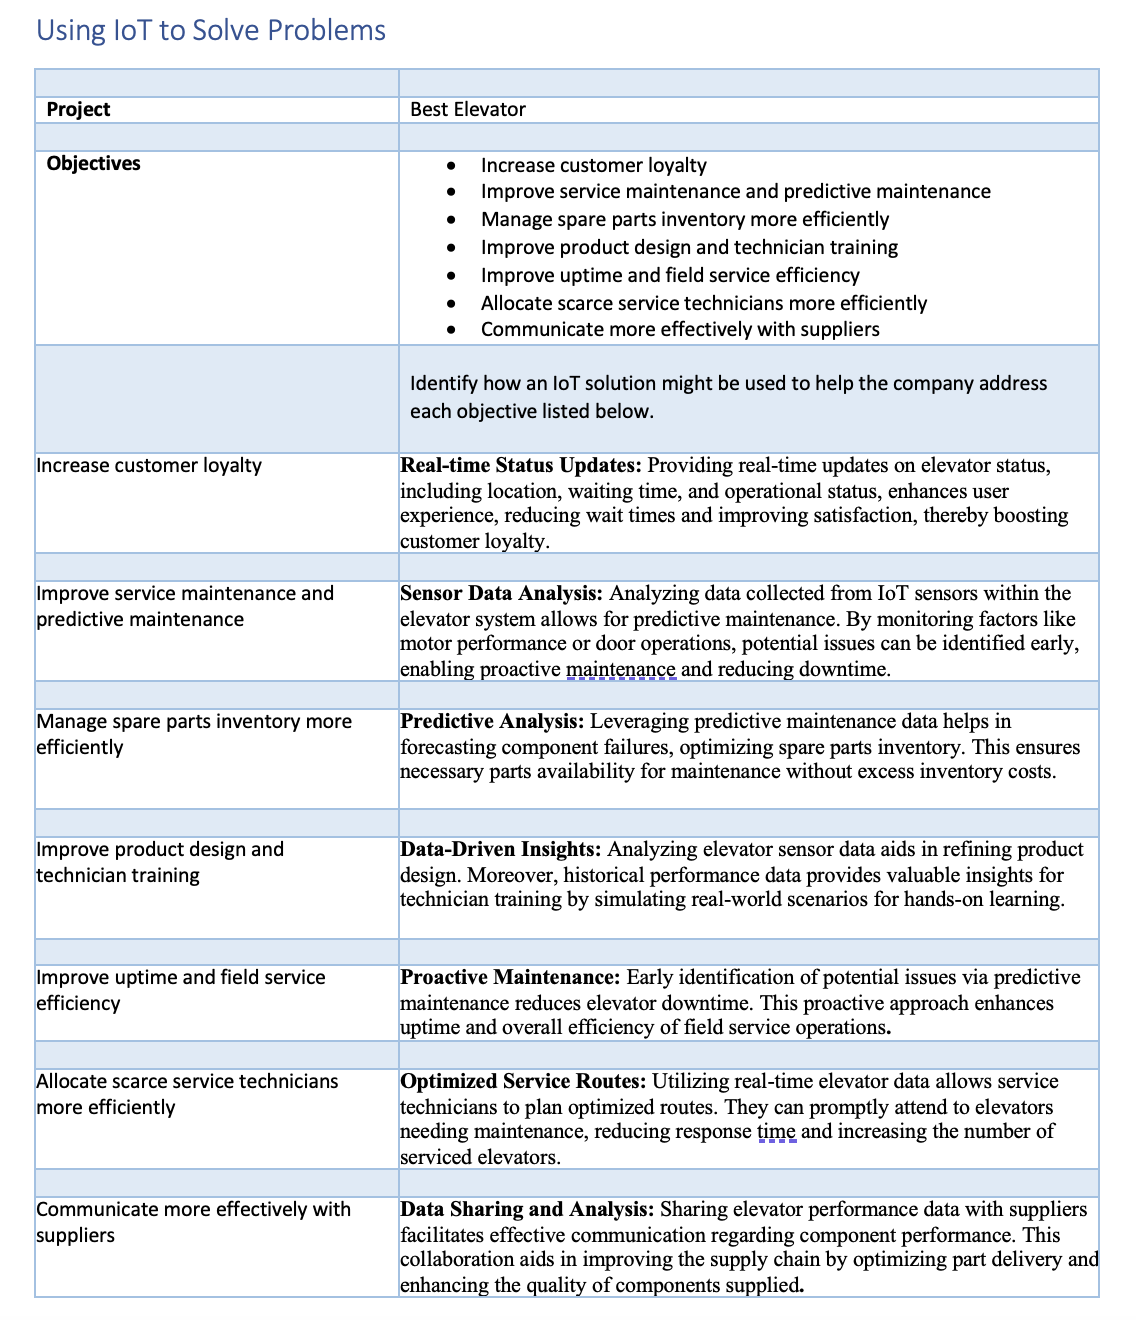 Using IoT to Solve Problems
Project
Best Elevator
Objectives
• Increase customer loyalty
• Improve service maintenance and predictive maintenance
• Manage spare parts inventory more efficiently
• Improve product design and technician training
• Improve uptime and field service efficiency
• Allocate scarce service technicians more efficiently
• Communicate more effectively with suppliers
Identify how an IoT solution might be used to help the company address
each objective listed below.
Increase customer loyalty
Real-time Status Updates: Providing real-time updates on elevator status,
including location, waiting time, and operational status, enhances user
experience, reducing wait times and improving satisfaction, thereby boosting
customer loyalty.
Improve service maintenance and
predictive maintenance
Sensor Data Analysis: Analyzing data collected from IoT sensors within the
elevator system allows for predictive maintenance. By monitoring factors like
motor performance or door operations, potential issues can be identified early,
enabling proactive maintenance and reducing downtime.
Manage spare parts inventory more
efficiently
Predictive Analysis: Leveraging predictive maintenance data helps in
forecasting component failures, optimizing spare parts inventory. This ensures
necessary parts availability for maintenance without excess inventory costs.
Improve product design and
technician training
Data-Driven Insights: Analyzing elevator sensor data aids in refining product
design. Moreover, historical performance data provides valuable insights for
technician training by simulating real-world scenarios for hands-on learning.
Improve uptime and field service
efficiency
Proactive Maintenance: Early identification of potential issues via predictive
maintenance reduces elevator downtime. This proactive approach enhances
uptime and overall efficiency of field service operations.
Allocate scarce service technicians
more efficiently
Optimized Service Routes: Utilizing real-time elevator data allows service
technicians to plan optimized routes. They can promptly attend to elevators
needing maintenance, reducing response time and increasing the number of
serviced elevators.
Communicate more effectively with
suppliers
Data Sharing and Analysis: Sharing elevator performance data with suppliers
facilitates effective communication regarding component performance. This
collaboration aids in improving the supply chain by optimizing part delivery and
enhancing the quality of components supplied.